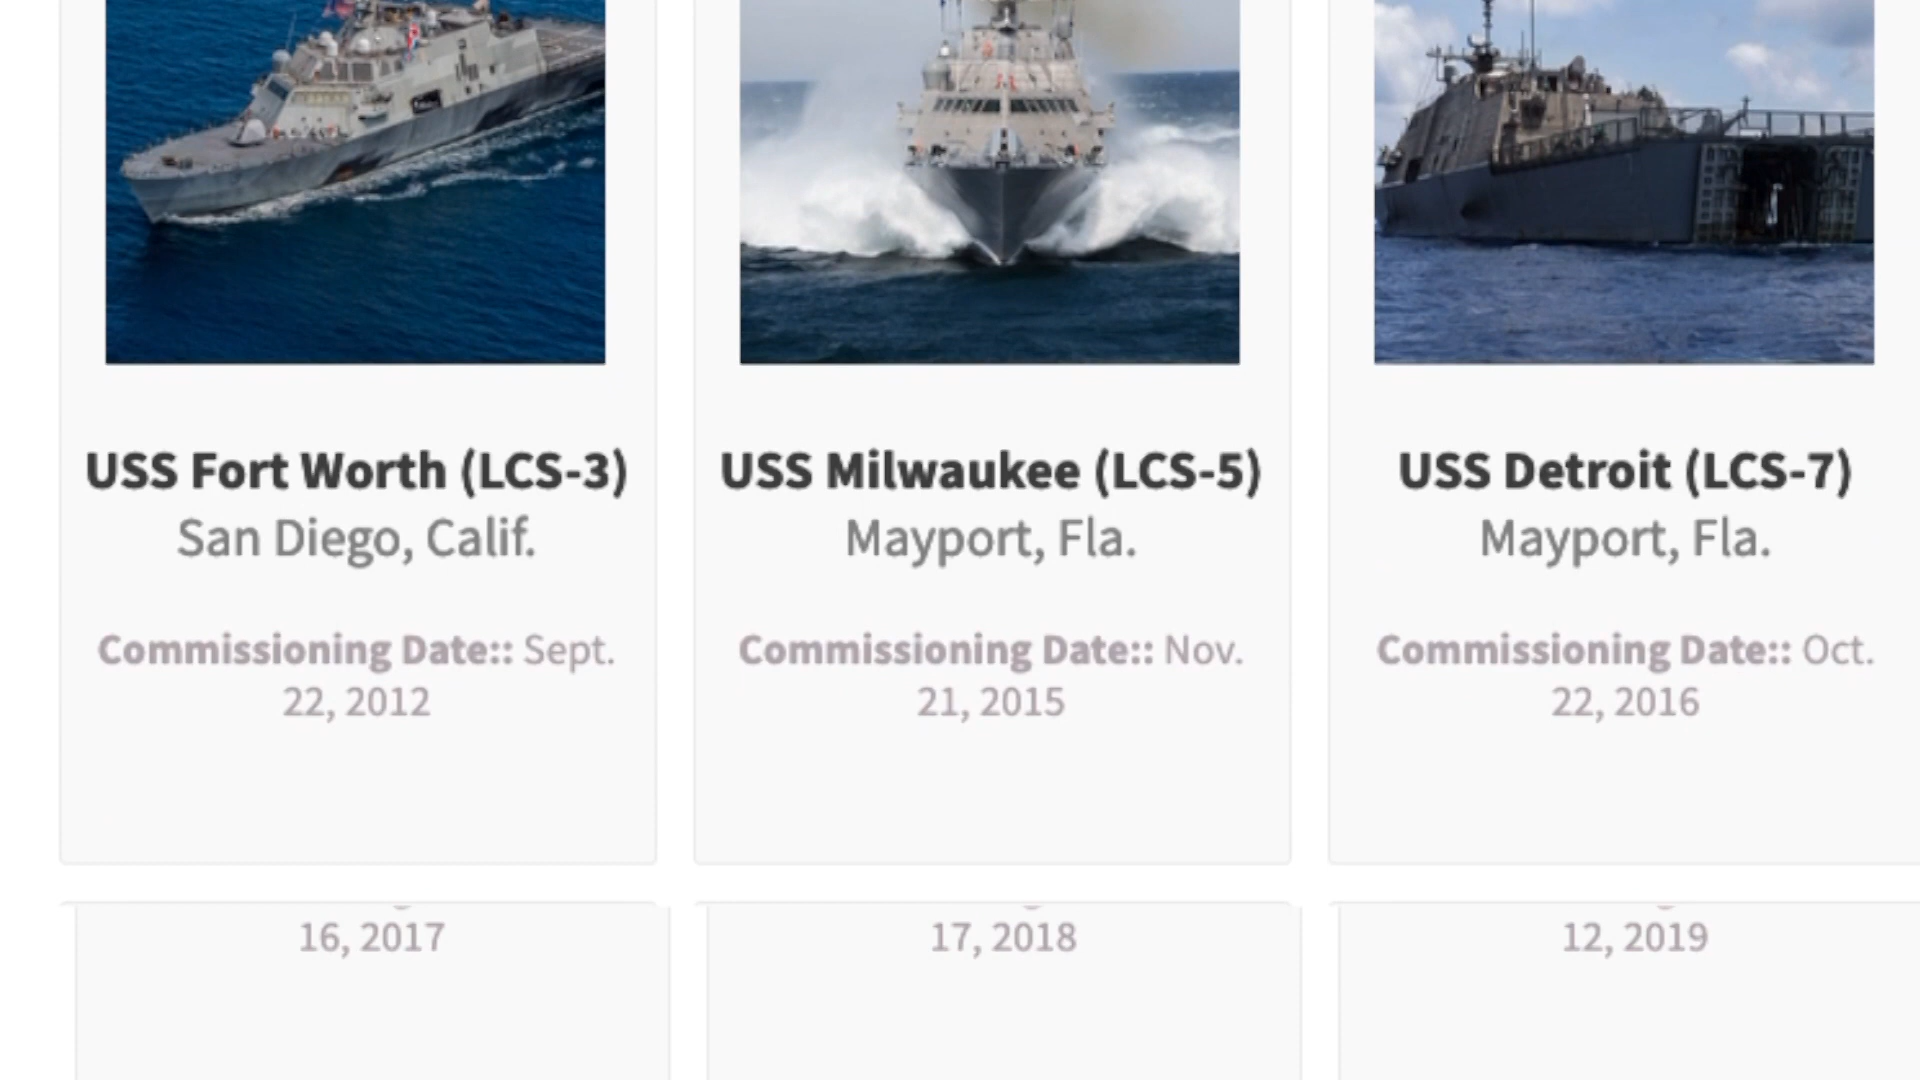 USS Fort Worth (LCS-3)
San Diego, Calif.
Commissioning Date:: Sept.
22, 2012
USS Milwaukee (LCS-5)
Mayport, Fla.
Commissioning Date:: Nov.
21, 2015
USS Detroit (LCS-7)
Mayport, Fla.
Commissioning Date:: Oct.
22, 2016
16, 2017
17, 2018
12, 2019